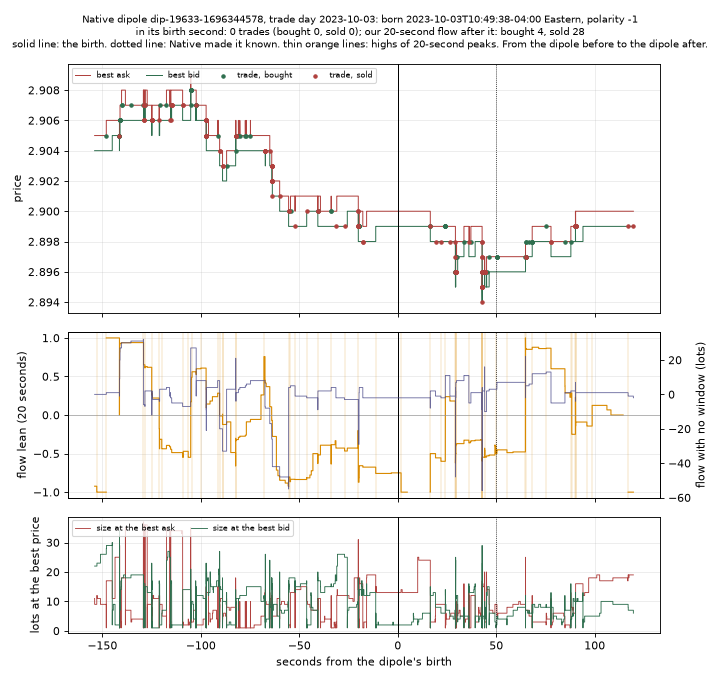 Native dipole dip-19633-1696344578, trade day 2023-10-03: born 2023-10-03T10:49:38-04:00 Eastern, polarity -1
in its birth second: 0 trades (bought 0, sold 0); our 20-second flow after it: bought 4, sold 28
solid line: the birth. dotted line: Native made it known. thin orange lines: highs of 20-second peaks. From the dipole before to the dipole after.
best ask best bid trade, bought trade, sold
2.908
2.906
2.904
2.902
2.900
2.898
2.896
2.894
price
1.0
0.5
0.0
−0.5
−1.0
flow lean (20 seconds)
20
0
−20
−40
−60
flow with no window (lots)
size at the best ask size at the best bid
30
20
10
0
lots at the best price
−150 −100 −50 0 50 100
seconds from the dipole's birth